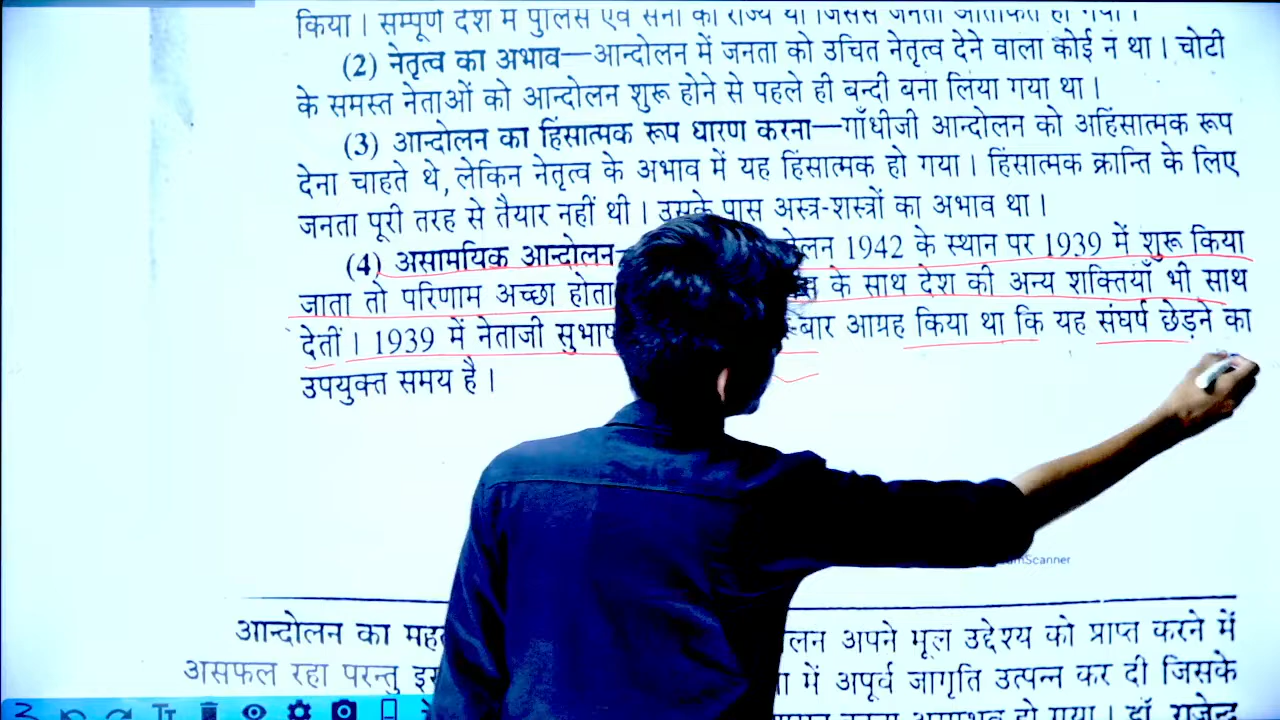 किया। सम्पूर्ण देश में पुलिस एवं सेना का राज्य था जिससे जनता आतंकित हो गयी।
(2) नेतृत्व का अभाव—आन्दोलन में जनता को उचित नेतृत्व देने वाला कोई न था। चोटी
के समस्त नेताओं को आन्दोलन शुरू होने से पहले ही बन्दी बना लिया गया था।
(3) आन्दोलन का हिंसात्मक रूप धारण करना—गाँधीजी आन्दोलन को अहिंसात्मक रूप
देना चाहते थे, लेकिन नेतृत्व के अभाव में यह हिंसात्मक हो गया। हिंसात्मक क्रान्ति के लिए
जनता पूरी तरह से तैयार नहीं थी। उसके पास अस्त्र-शस्त्रों का अभाव था।
(4) असामयिक आन्दोलन— लन 1942 के स्थान पर 1939 में शुरू किया
जाता तो परिणाम अच्छा होता के साथ देश की अन्य शक्तियाँ भी साथ
देतीं। 1939 में नेताजी सुभाष -बार आग्रह किया था कि यह संघर्ष छेड़ने का
उपयुक्त समय है।
Scanner
आन्दोलन का मह लन अपने मूल उद्देश्य को प्राप्त करने में
असफल रहा परन्तु इस में अपूर्व जागृति उत्पन्न कर दी जिसके
हो गया। डॉ. राजेन्द्र